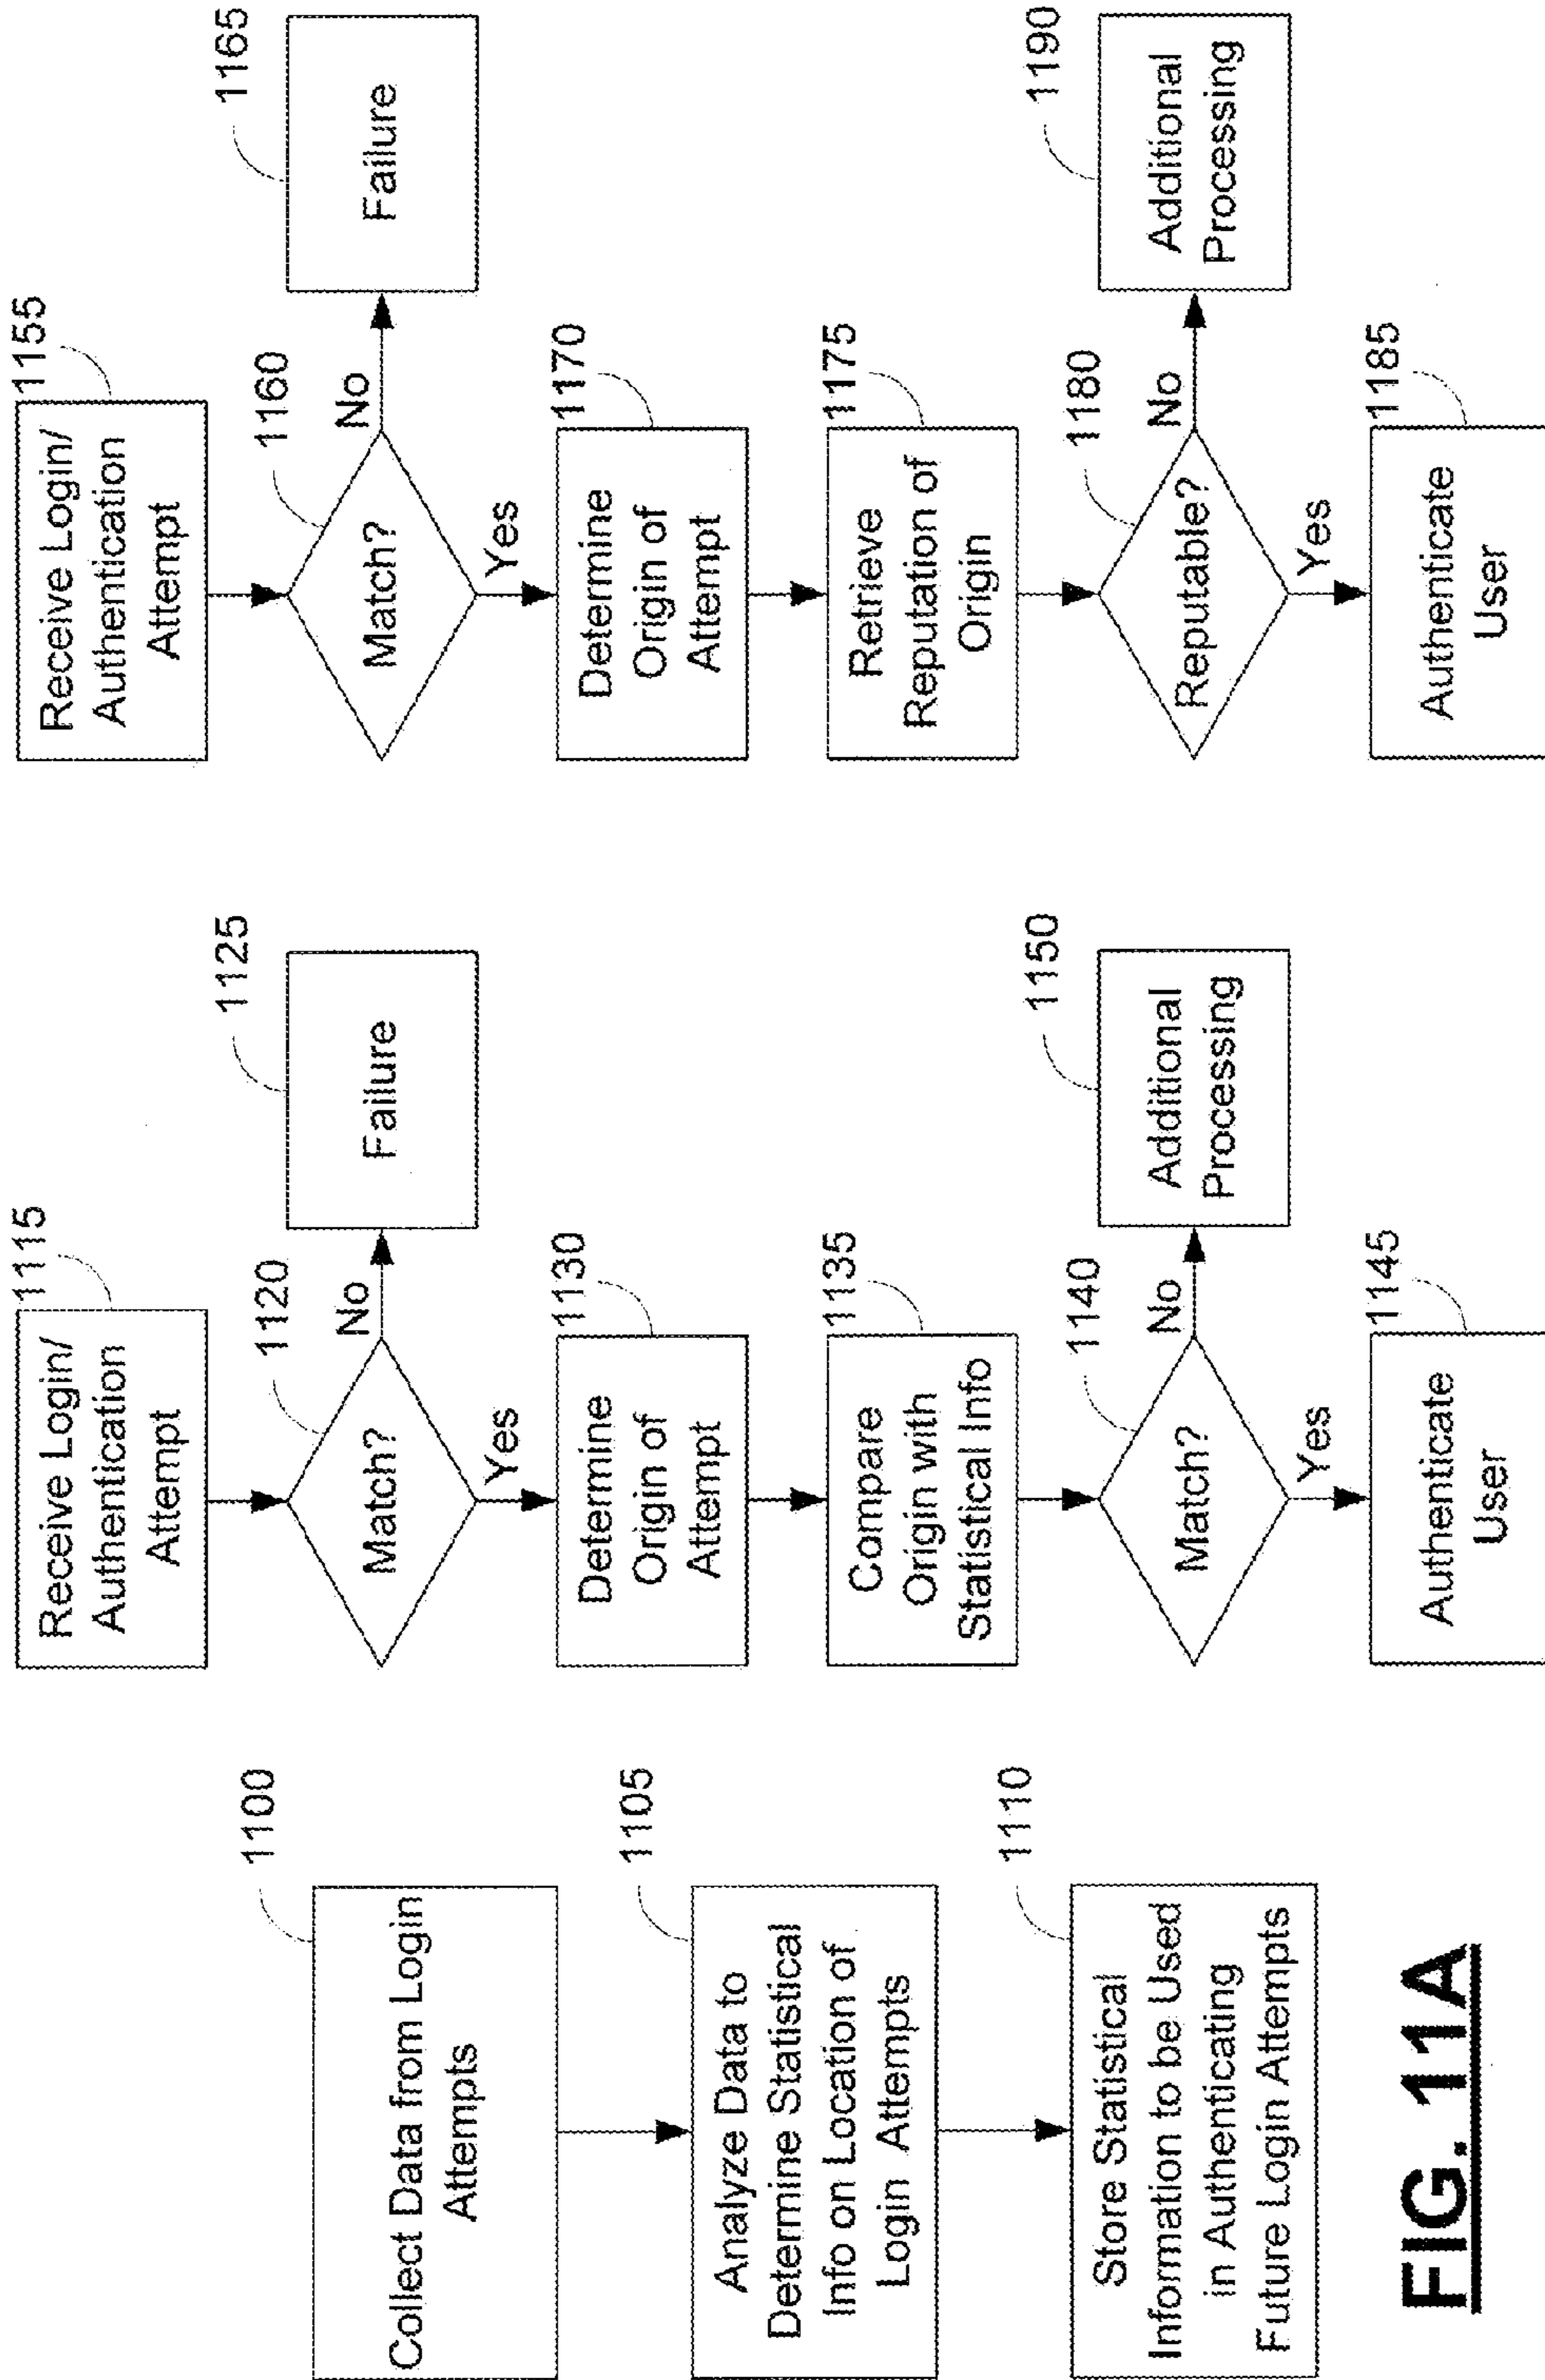 1100
Collect Data from Login
Attempts
1105
Analyze Data to
Determine Statistical
Info on Location of
Login Attempts
1110
Store Statistical
Information to be Used
in Authenticating
Future Login Attempts
FIG. 11A
1115
Receive Login/
Authentication
Attempt
1120
Match?
No
1125
Failure
Yes
1130
Determine
Origin of
Attempt
1135
Compare
Origin with
Statistical Info
1140
Match?
No
1150
Additional
Processing
Yes
1145
Authenticate
User
1155
Receive Login/
Authentication
Attempt
1160
Match?
No
1165
Failure
Yes
1170
Determine
Origin of
Attempt
1175
Retrieve
Reputation of
Origin
1180
Reputable?
No
1190
Additional
Processing
Yes
1185
Authenticate
User